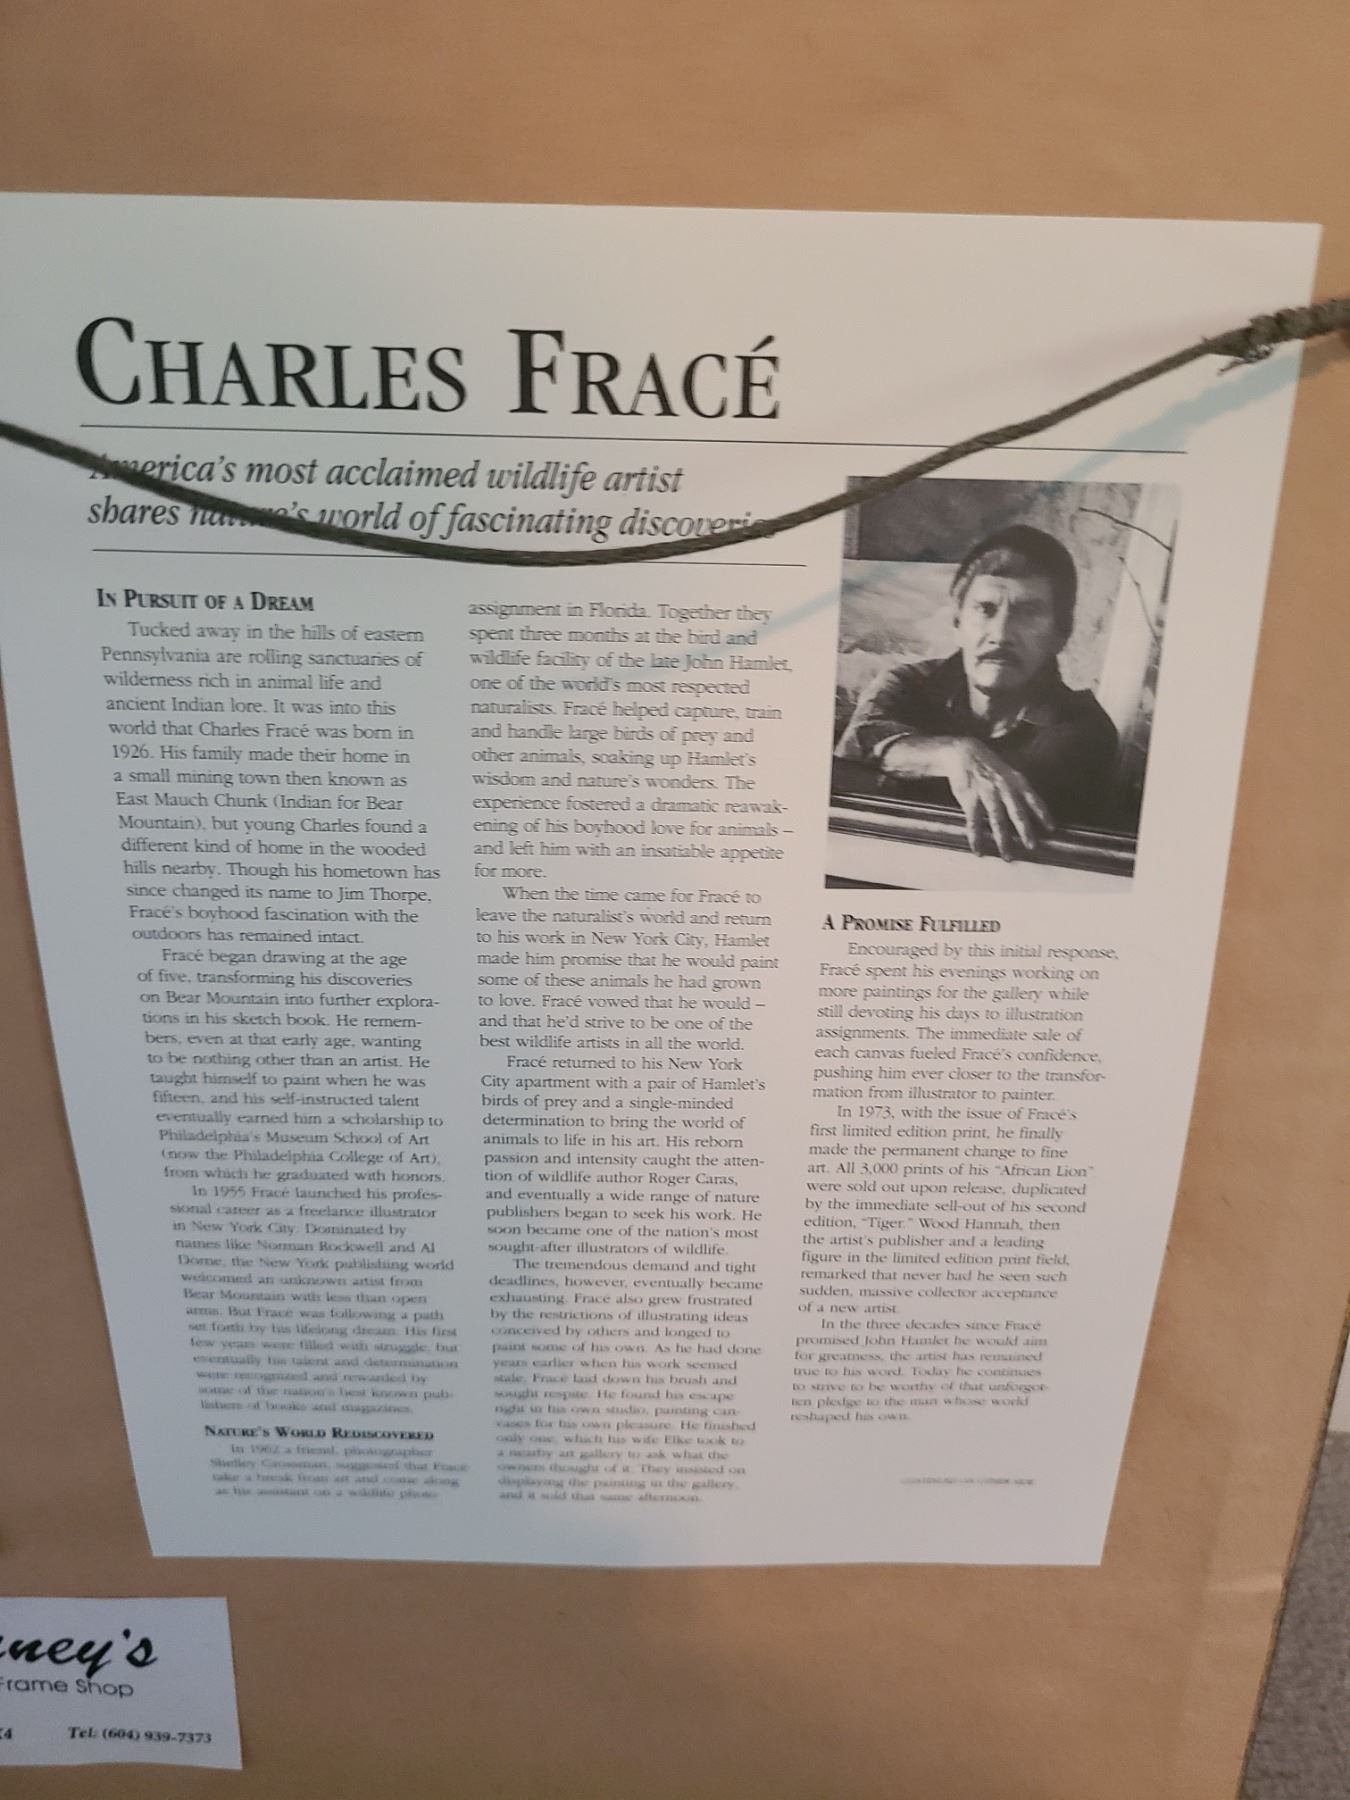 CHARLES FRACÉ
America's most acclaimed wildlife artist
shares nature's world of fascinating discoveries
IN PURSUIT OF A DREAM
Tucked away in the hills of eastern
Pennsylvania are rolling sanctuaries of
wilderness rich in animal life and
ancient Indian lore. It was into this
world that Charles Fracé was born in
1926. His family made their home in
a small mining town then known as
East Mauch Chunk (Indian for Bear
Mountain), but young Charles found a
different kind of home in the wooded
hills nearby. Though his hometown has
since changed its name to Jim Thorpe,
Fracé's boyhood fascination with the
outdoors has remained intact.
Fracé began drawing at the age
of five, transforming his discoveries
on Bear Mountain into further explora-
tions in his sketch book. He remem-
bers, even at that early age, wanting
to be nothing other than an artist. He
taught himself to paint when he was
fifteen, and his self-instructed talent
eventually earned him a scholarship to
Philadelphia's Museum School of Art
(now the Philadelphia College of Art),
from which he graduated with honors.
In 1955 Fracé launched his profes-
sional career as a freelance illustrator
in New York City. Dominated by
names like Norman Rockwell and Al
Dorne, the New York publishing world
welcomed an unknown artist from
Bear Mountain with less than open
arms. But Fracé was following a path
set forth by his lifelong dream. His first
few years were filled with struggle, but
eventually his talent and determination
were recognized and rewarded by
some of the nation's best known pub-
lishers of books and magazines.
NATURE'S WORLD REDISCOVERED
In 1962 a friend, photographer
Shelley Grossman, suggested that Fracé
take a break from art and come along
as his assistant on a wildlife photo
assignment in Florida. Together they
spent three months at the bird and
wildlife facility of the late John Hamlet,
one of the world's most respected
naturalists. Fracé helped capture, train
and handle large birds of prey and
other animals, soaking up Hamlet's
wisdom and nature's wonders. The
experience fostered a dramatic reawak-
ening of his boyhood love for animals –
and left him with an insatiable appetite
for more.
When the time came for Fracé to
leave the naturalist's world and return
to his work in New York City, Hamlet
made him promise that he would paint
some of these animals he had grown
to love. Fracé vowed that he would –
and that he'd strive to be one of the
best wildlife artists in all the world.
Fracé returned to his New York
City apartment with a pair of Hamlet's
birds of prey and a single-minded
determination to bring the world of
animals to life in his art. His reborn
passion and intensity caught the atten-
tion of wildlife author Roger Caras,
and eventually a wide range of nature
publishers began to seek his work. He
soon became one of the nation's most
sought-after illustrators of wildlife.
The tremendous demand and tight
deadlines, however, eventually became
exhausting. Fracé also grew frustrated
by the restrictions of illustrating ideas
conceived by others and longed to
paint some of his own. As he had done
years earlier when his work seemed
stale, Fracé laid down his brush and
sought respite. He found his escape
right in his own studio, painting can-
vases for his own pleasure. He finished
only one, which his wife Elke took to
a nearby art gallery to ask what the
owners thought of it. They insisted on
displaying the painting in the gallery,
and it sold that same afternoon.
A PROMISE FULFILLED
Encouraged by this initial response,
Fracé spent his evenings working on
more paintings for the gallery while
still devoting his days to illustration
assignments. The immediate sale of
each canvas fueled Fracé's confidence,
pushing him ever closer to the transfor-
mation from illustrator to painter.
In 1973, with the issue of Fracé's
first limited edition print, he finally
made the permanent change to fine
art. All 3,000 prints of his "African Lion"
were sold out upon release, duplicated
by the immediate sell-out of his second
edition, "Tiger." Wood Hannah, then
the artist's publisher and a leading
figure in the limited edition print field,
remarked that never had he seen such
sudden, massive collector acceptance
of a new artist.
In the three decades since Fracé
promised John Hamlet he would aim
for greatness, the artist has remained
true to his word. Today he continues
to strive to be worthy of that unforgot-
ten pledge to the man whose world
reshaped his own.
CONTINUED ON OTHER SIDE
ney's
Frame Shop
Tel: (604) 939-7373